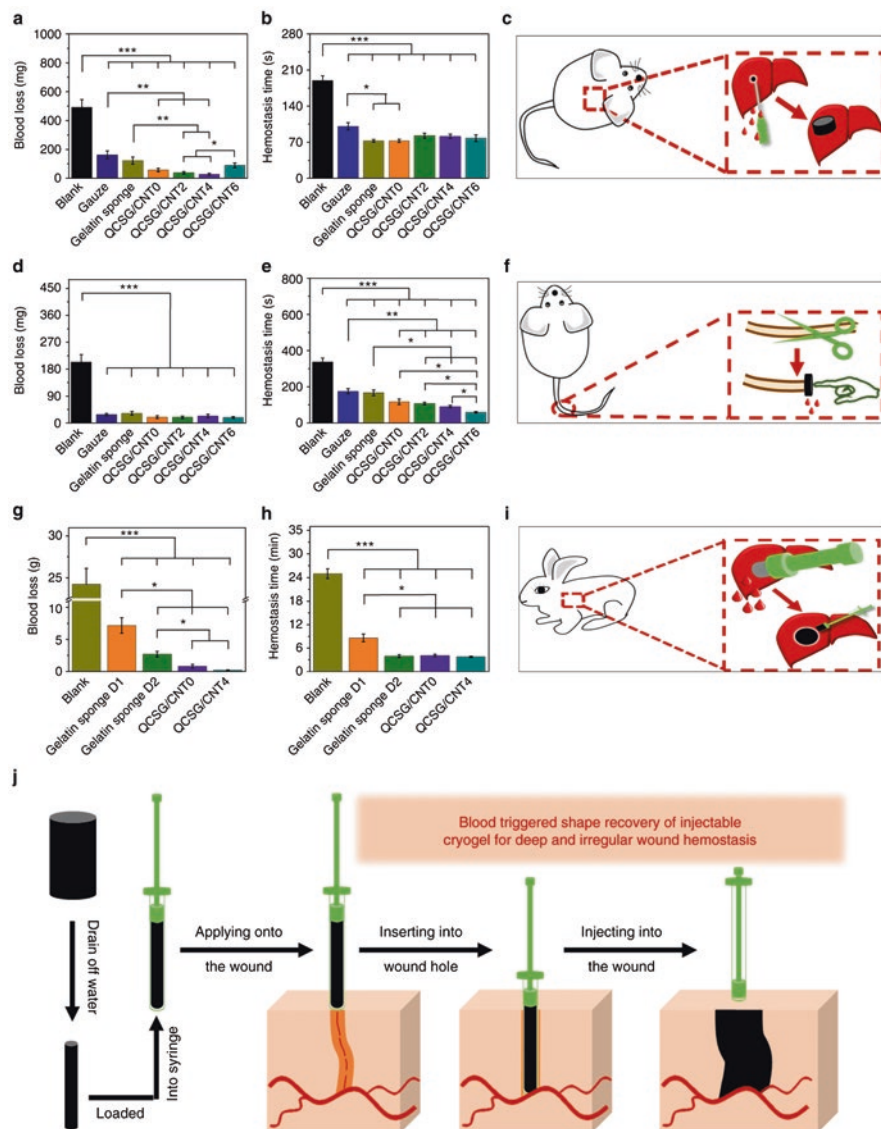 a
Blood loss (mg)
1000
800
600
400
200
0
***
**
**
*
Blank
Gauze
Gelatin sponge
QCSG/CNT0
QCSG/CNT2
QCSG/CNT4
QCSG/CNT6
b
Hemostasis time (s)
280
210
140
70
0
***
*
Blank
Gauze
Gelatin sponge
QCSG/CNT0
QCSG/CNT2
QCSG/CNT4
QCSG/CNT6
c
d
Blood loss (mg)
450
360
270
180
90
0
***
Blank
Gauze
Gelatin sponge
QCSG/CNT0
QCSG/CNT2
QCSG/CNT4
QCSG/CNT6
e
Hemostasis time (s)
800
600
400
200
0
***
**
*
*
*
*
Blank
Gauze
Gelatin sponge
QCSG/CNT0
QCSG/CNT2
QCSG/CNT4
QCSG/CNT6
f
g
Blood loss (g)
30
25
10
5
0
***
*
*
Blank
Gelatin sponge D1
Gelatin sponge D2
QCSG/CNT0
QCSG/CNT4
h
Hemostasis time (min)
35
30
24
18
12
6
0
***
*
Blank
Gelatin sponge D1
Gelatin sponge D2
QCSG/CNT0
QCSG/CNT4
i
j
Blood triggered shape recovery of injectable
cryogel for deep and irregular wound hemostasis
Drain off water
Loaded
Into syringe
Applying onto
the wound
Inserting into
wound hole
Injecting into
the wound